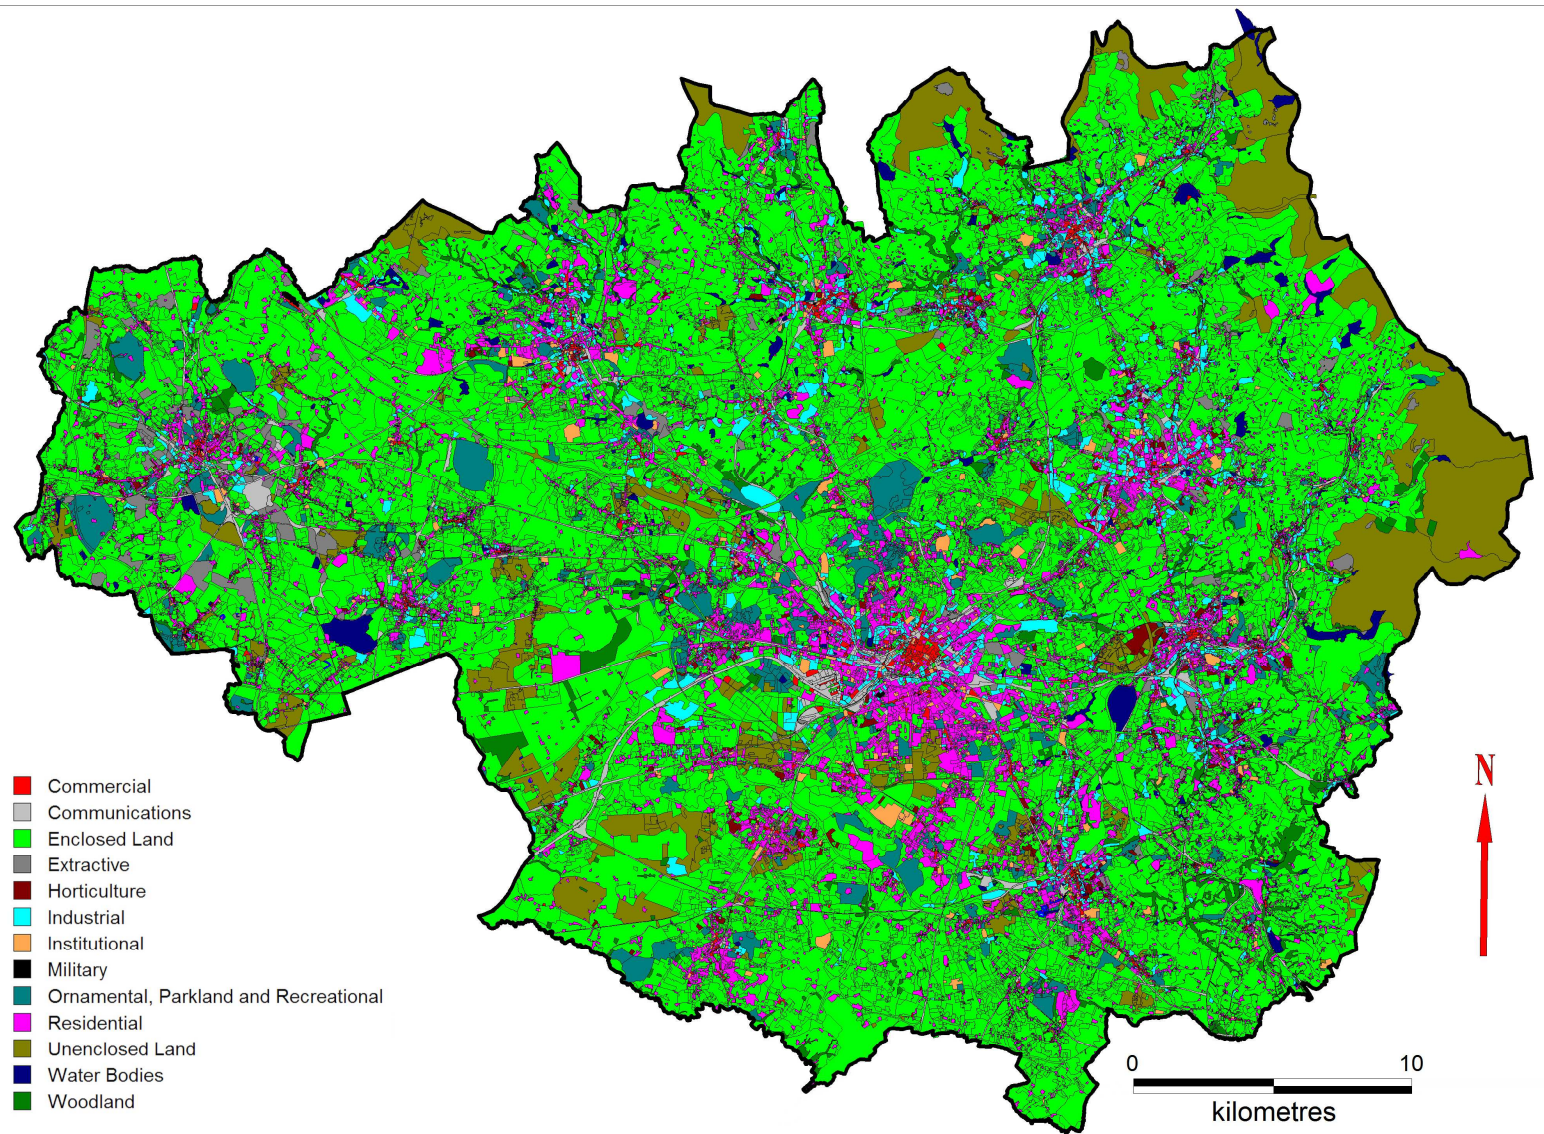 Commercial
Communications
Enclosed Land
Extractive
Horticulture
Industrial
Institutional
Military
Ornamental, Parkland and Recreational
Residential
Unenclosed Land
Water Bodies
Woodland
N
0 10
kilometres